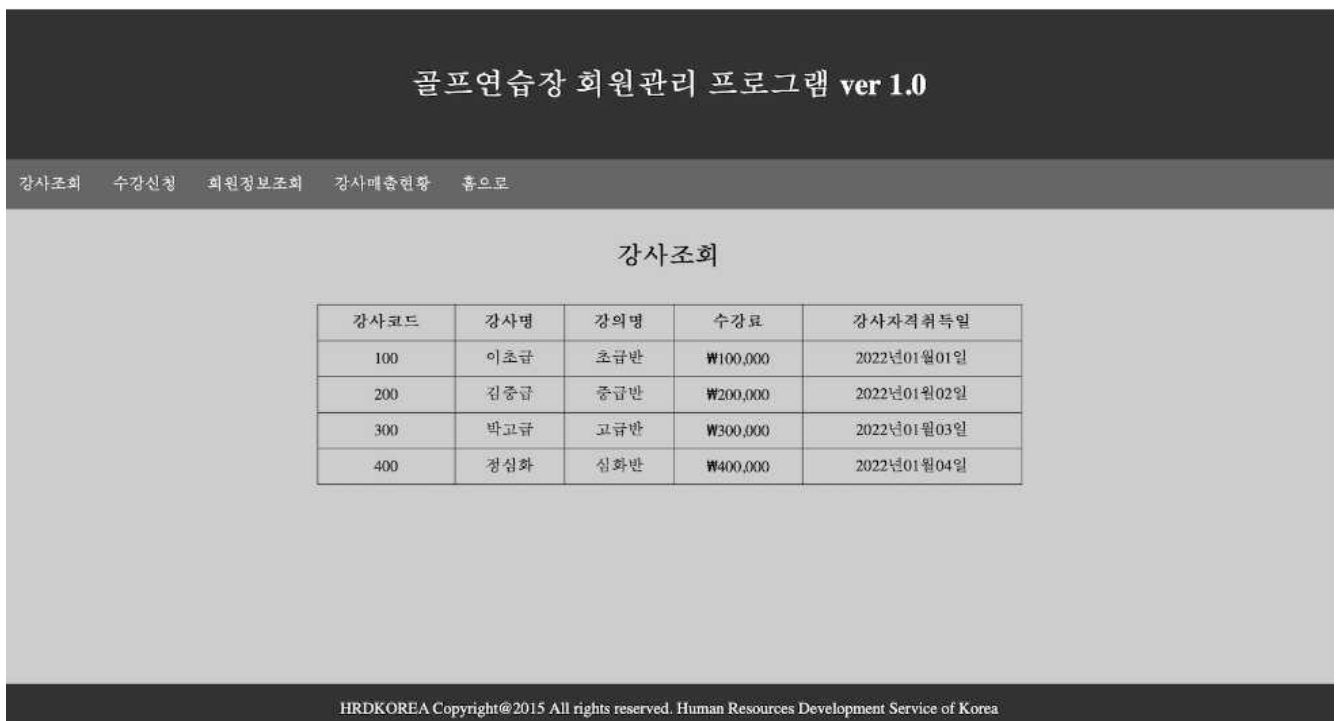 골프연습장 회원관리 프로그램 ver 1.0
강사조회 수강신청 회원정보조회 강사매출현황 홈으로
강사조회
강사코드 강사명 강의명 수강료 강사자격취득일
100 이초급 초급반 ₩100,000 2022년01월01일
200 김중급 중급반 ₩200,000 2022년01월02일
300 박고급 고급반 ₩300,000 2022년01월03일
400 정심화 심화반 ₩400,000 2022년01월04일
HRDKOREA Copyright@2015 All rights reserved. Human Resources Development Service of Korea